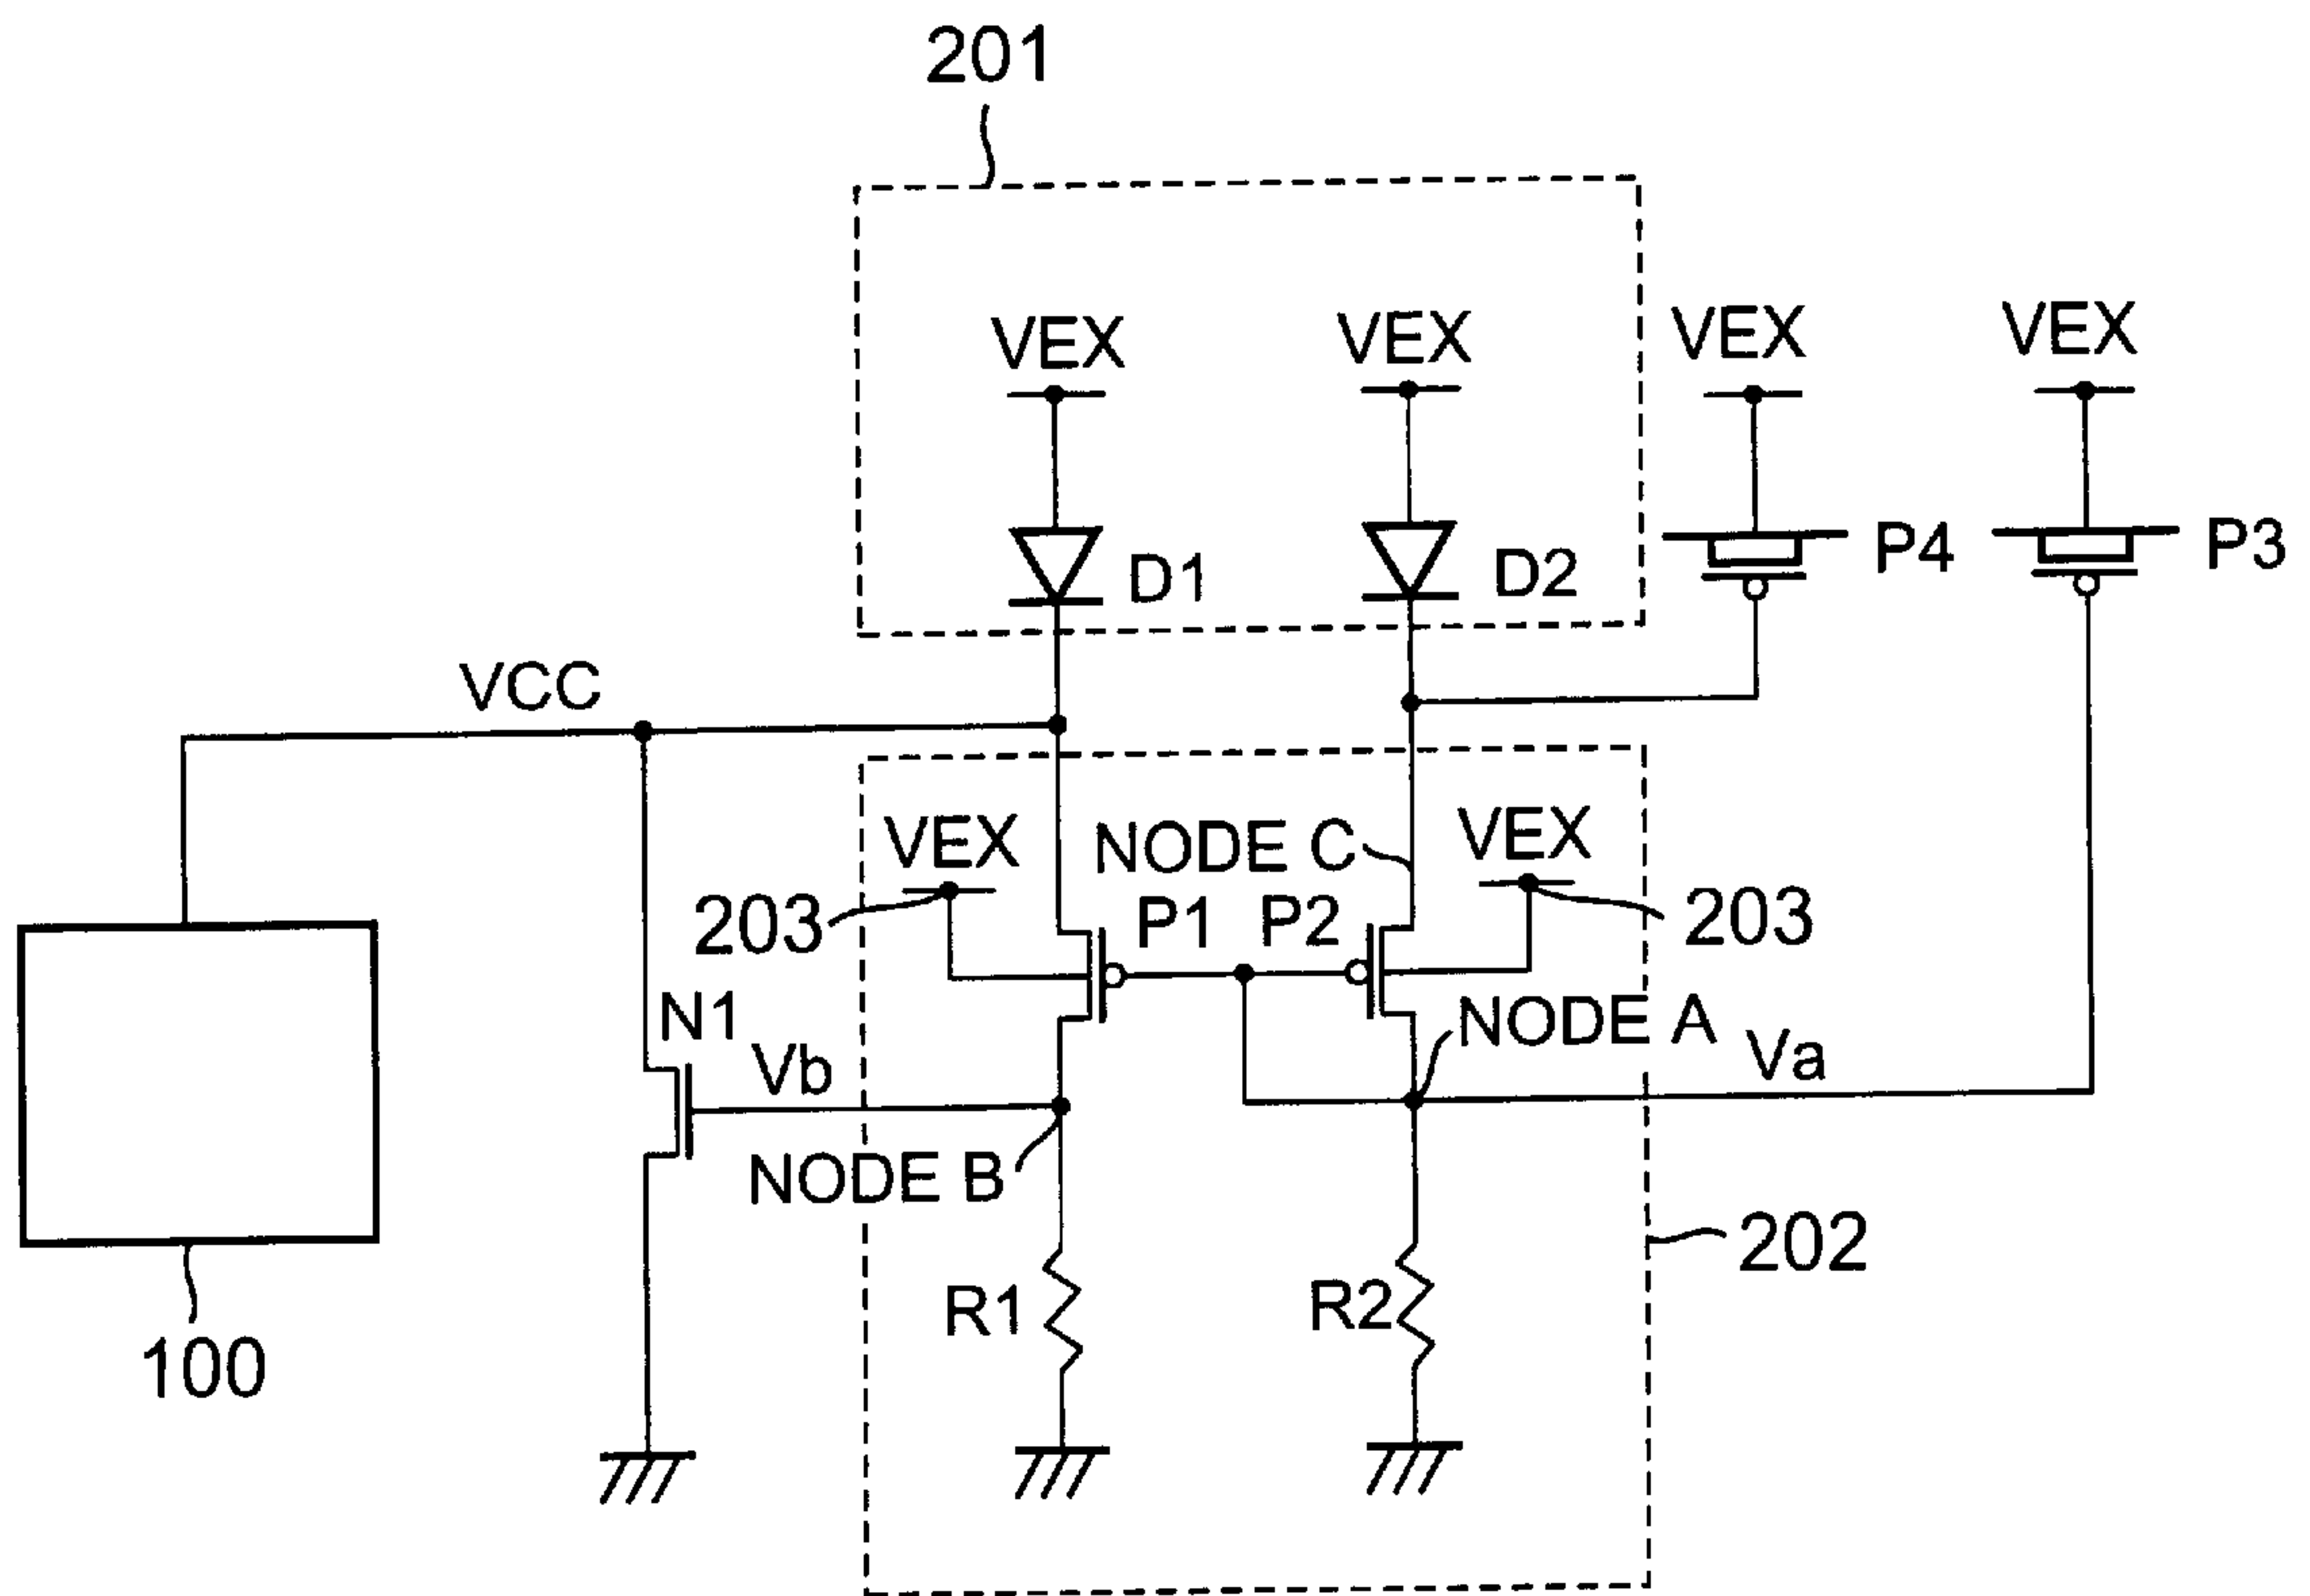 201
VEX
VEX
VEX
VEX
D1
D2
P4
P3
VCC
VEX
NODE C
VEX
203
P1
P2
203
N1
Vb
NODE A
Va
NODE B
R1
R2
202
100